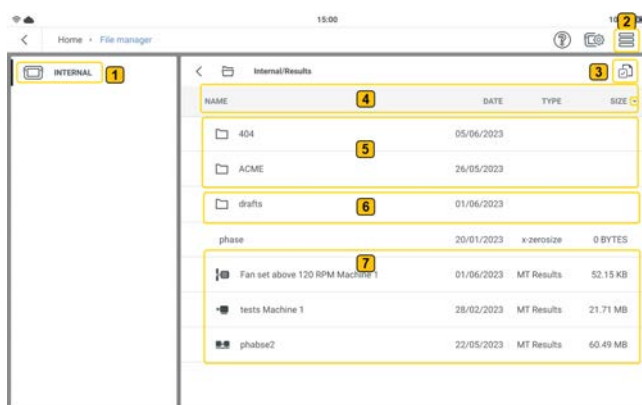 15:00
2
Home • File manager
INTERNAL 1
Internal/Results 3
NAME 4 DATE TYPE SIZE
404 05/06/2023
5
ACME 26/05/2023
drafts 6 01/06/2023
phase 20/01/2023 x-zerosize 0 BYTES
7
Fan set above 120 RPM Machine 1 01/06/2023 MT Results 52.15 KB
tests Machine 1 28/02/2023 MT Results 21.71 MB
phabse2 22/05/2023 MT Results 60.49 MB